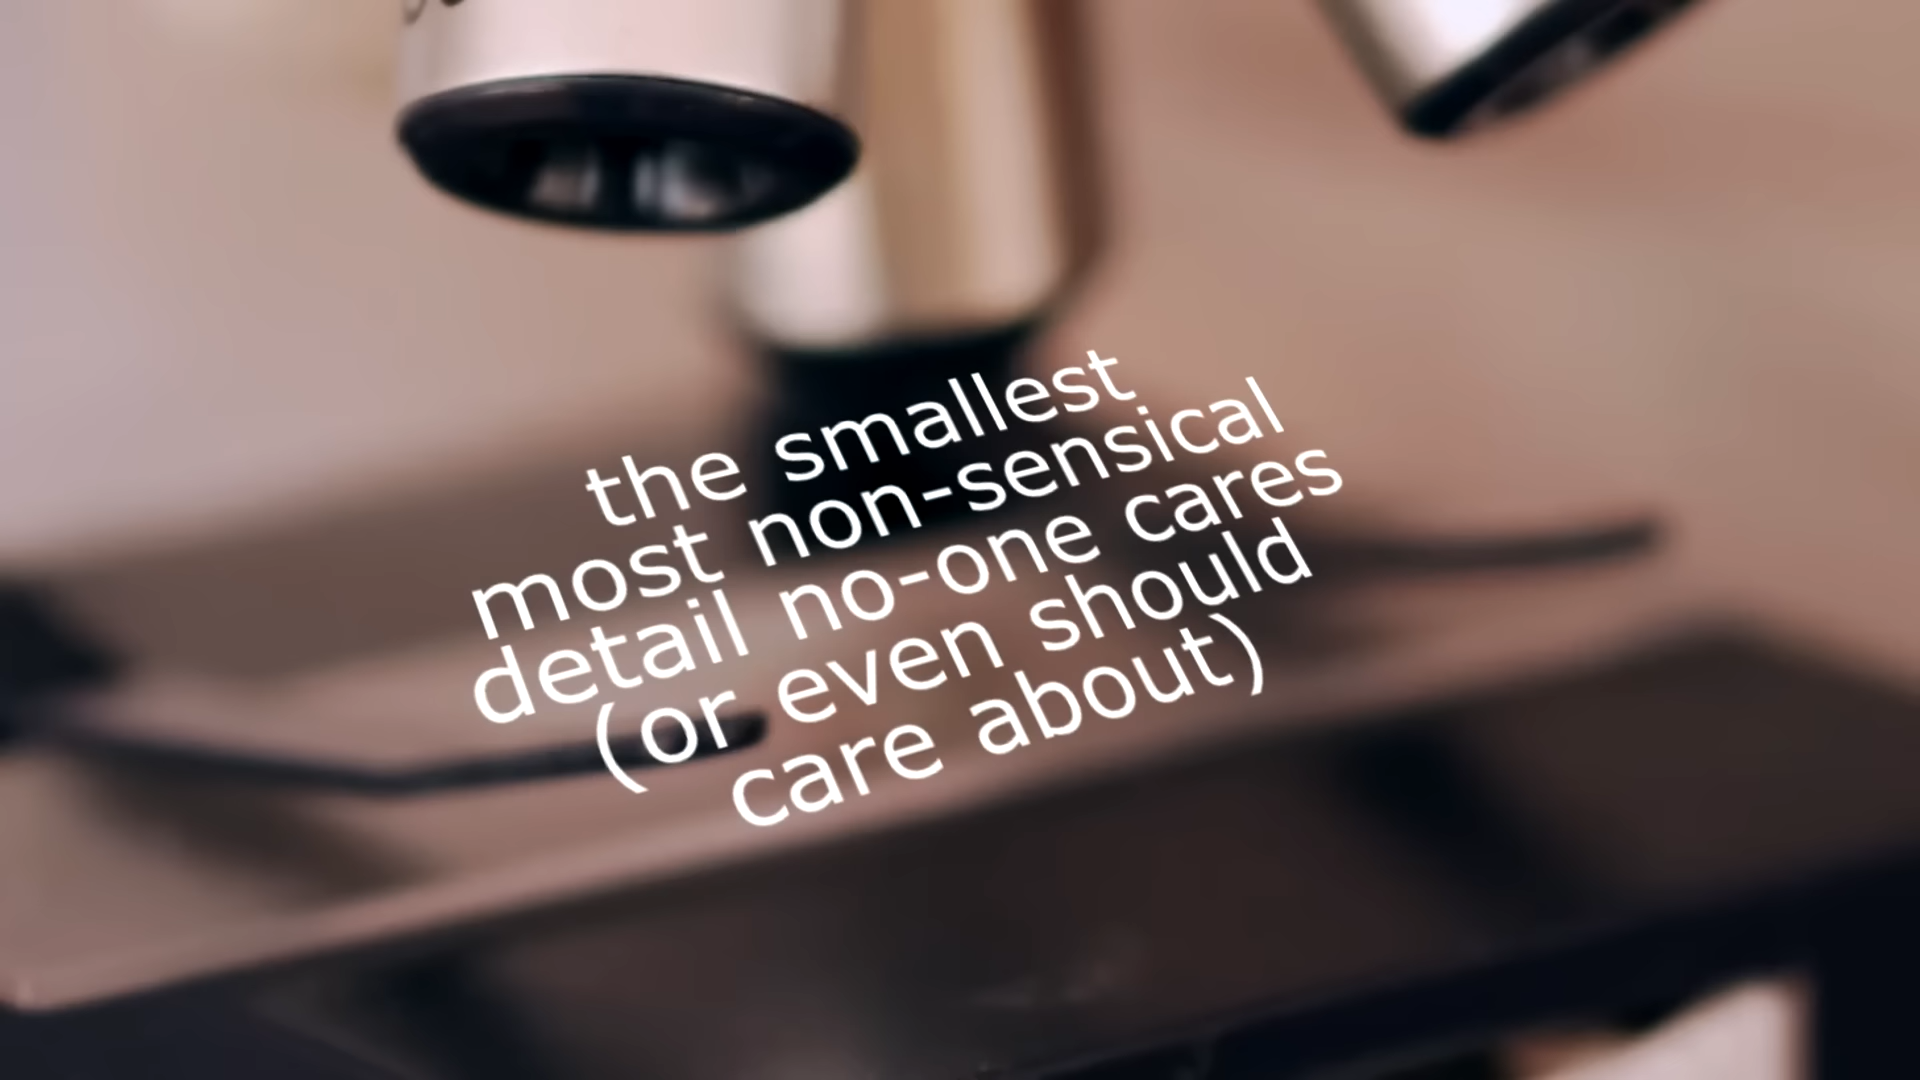 the smallest
most non-sensical
detail no-one cares
(or even should
care about)